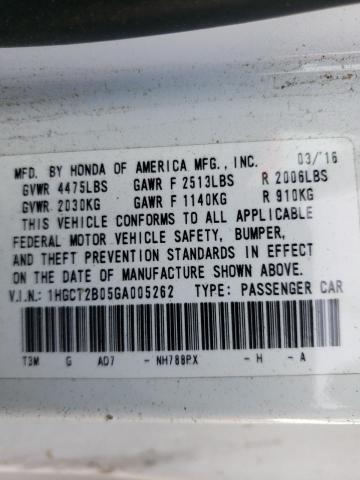 MFD. BY HONDA OF AMERICA MFG., INC. 03/'16
GVWR 4475LBS GAWR F 2513LBS R 2006LBS
GVWR 2030KG GAWR F 1140KG R 910KG
THIS VEHICLE CONFORMS TO ALL APPLICABLE
FEDERAL MOTOR VEHICLE SAFETY, BUMPER,
AND THEFT PREVENTION STANDARDS IN EFFECT
ON THE DATE OF MANUFACTURE SHOWN ABOVE.
V.I.N.: 1HGCT2B05GA005262 TYPE: PASSENGER CAR
T3M G AO7 - NH788PX - H - A